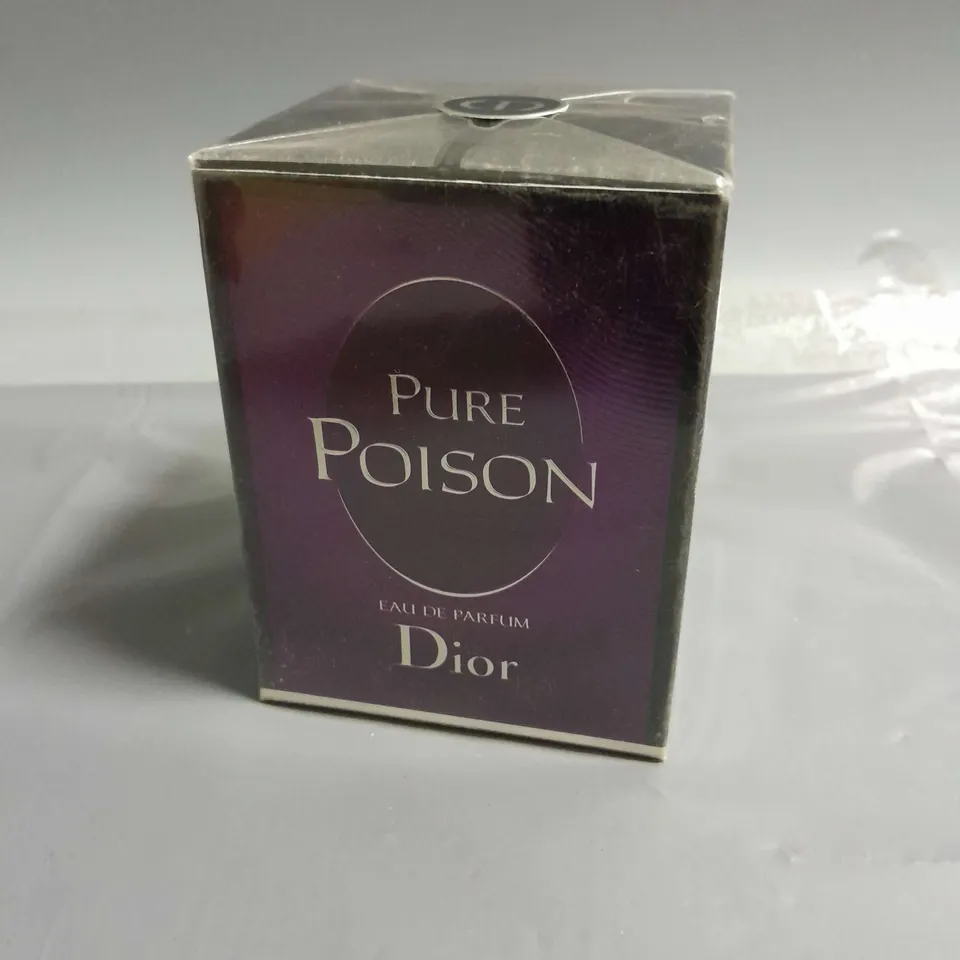 PURE
POISON
EAU DE PARFUM
Dior